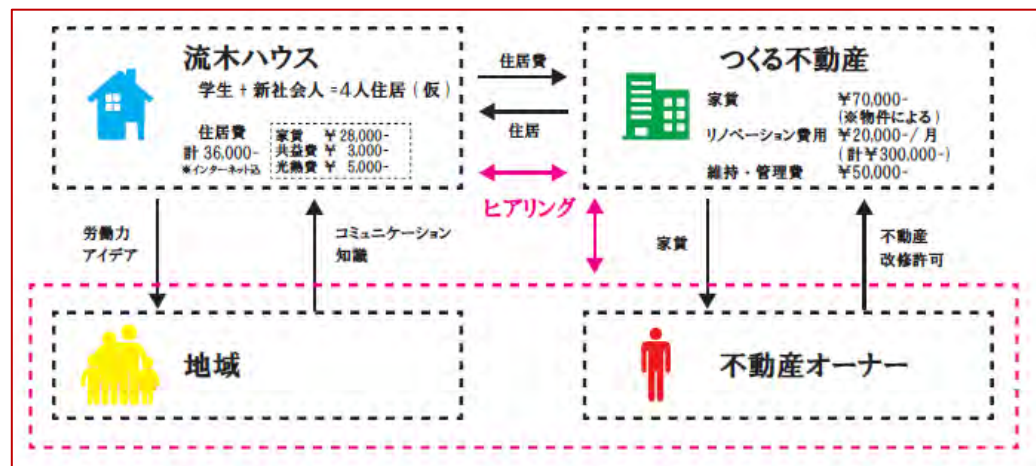 流木ハウス
学生 + 新社会人 =4人住居 ( 仮 )
住居費
計 36,000-
※インターネット込
家賃 ¥ 28,000-
共益費 ¥ 3,000-
光熱費 ¥ 5,000-
住居費
住居
ヒアリング
つくる不動産
家賃 ¥70,000-
(※物件による)
リノベーション費用 ¥20,000-/ 月
(計¥300,000-)
維持・管理費 ¥50,000-
労働力
アイデア
コミュニケーション
知識
家賃
不動産
改修許可
地域
不動産オーナー